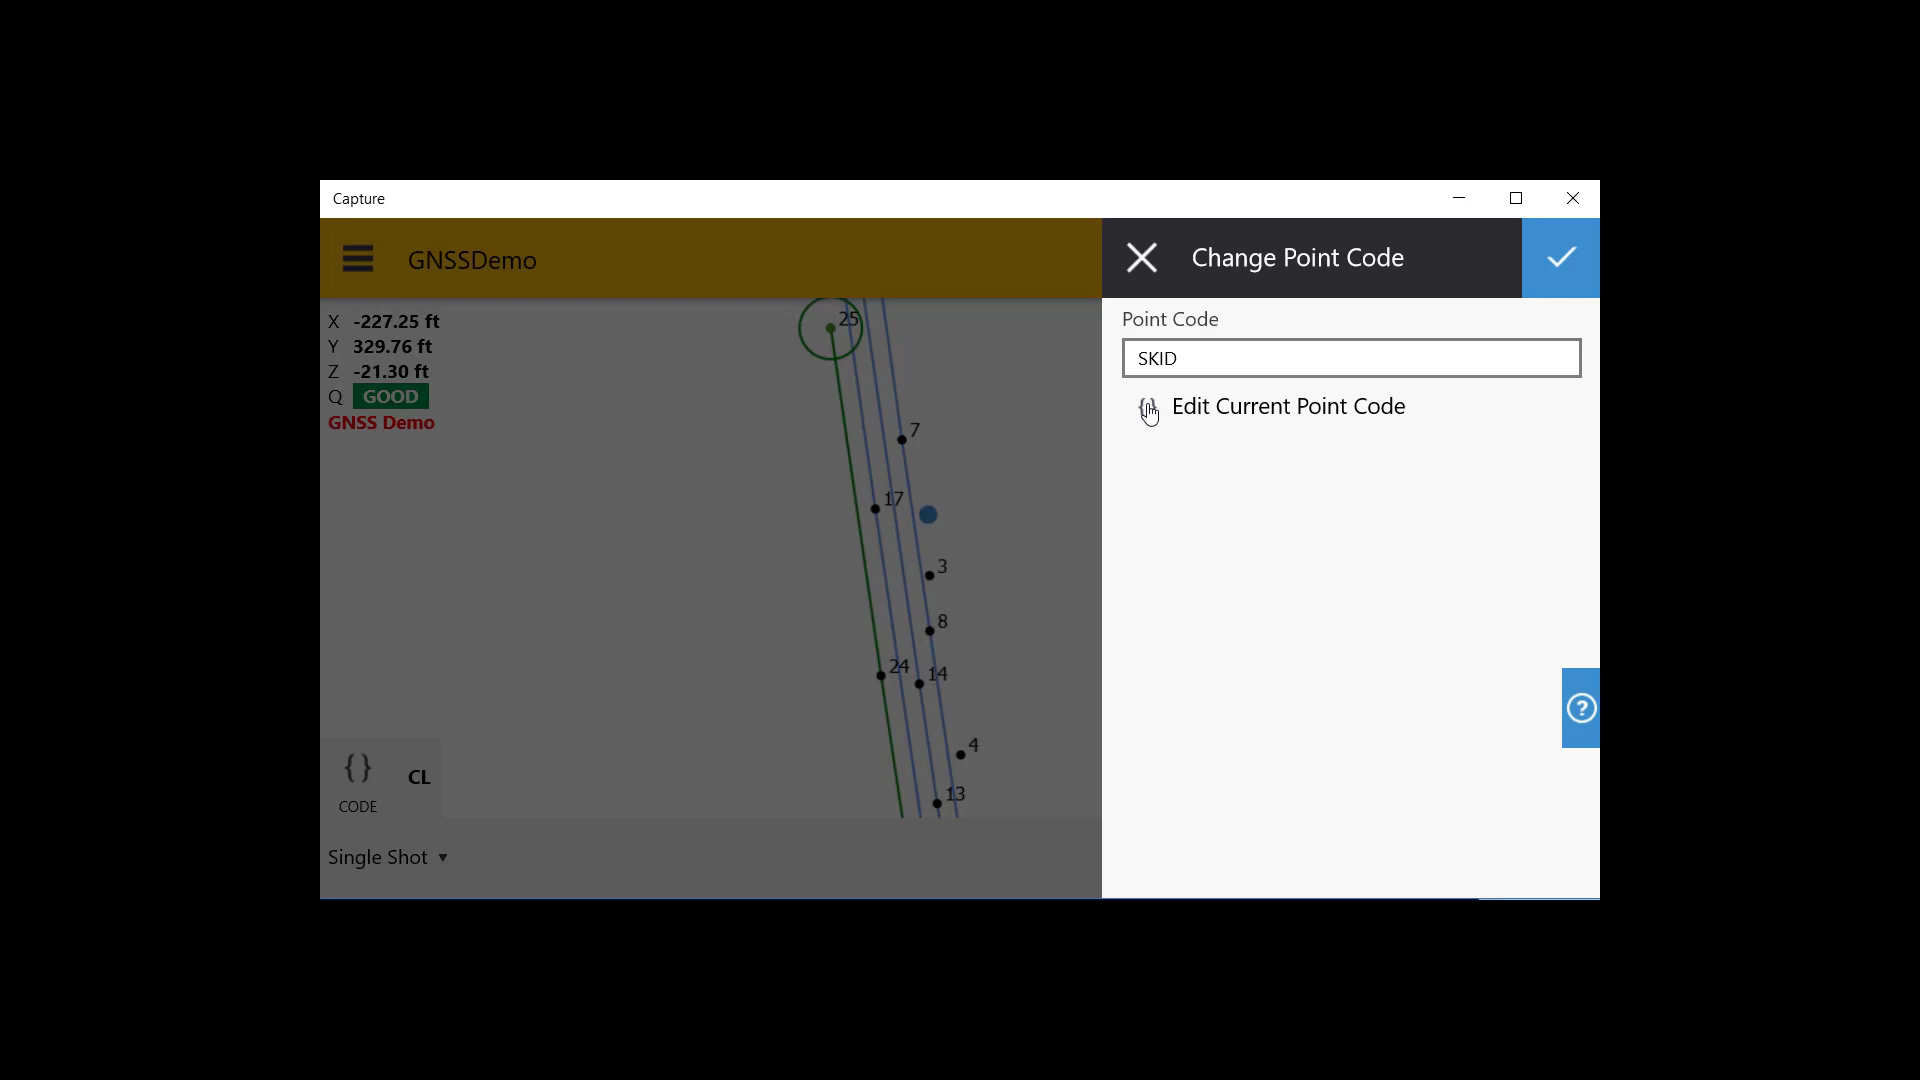 Capture
GNSSDemo
Change Point Code
X -227.25 ft
Y 329.76 ft
Z -21.30 ft
Q GOOD
GNSS Demo
Point Code
SKID
{} Edit Current Point Code
25
7
17
3
8
24
14
4
13
{} CL
CODE
Single Shot ▼
?